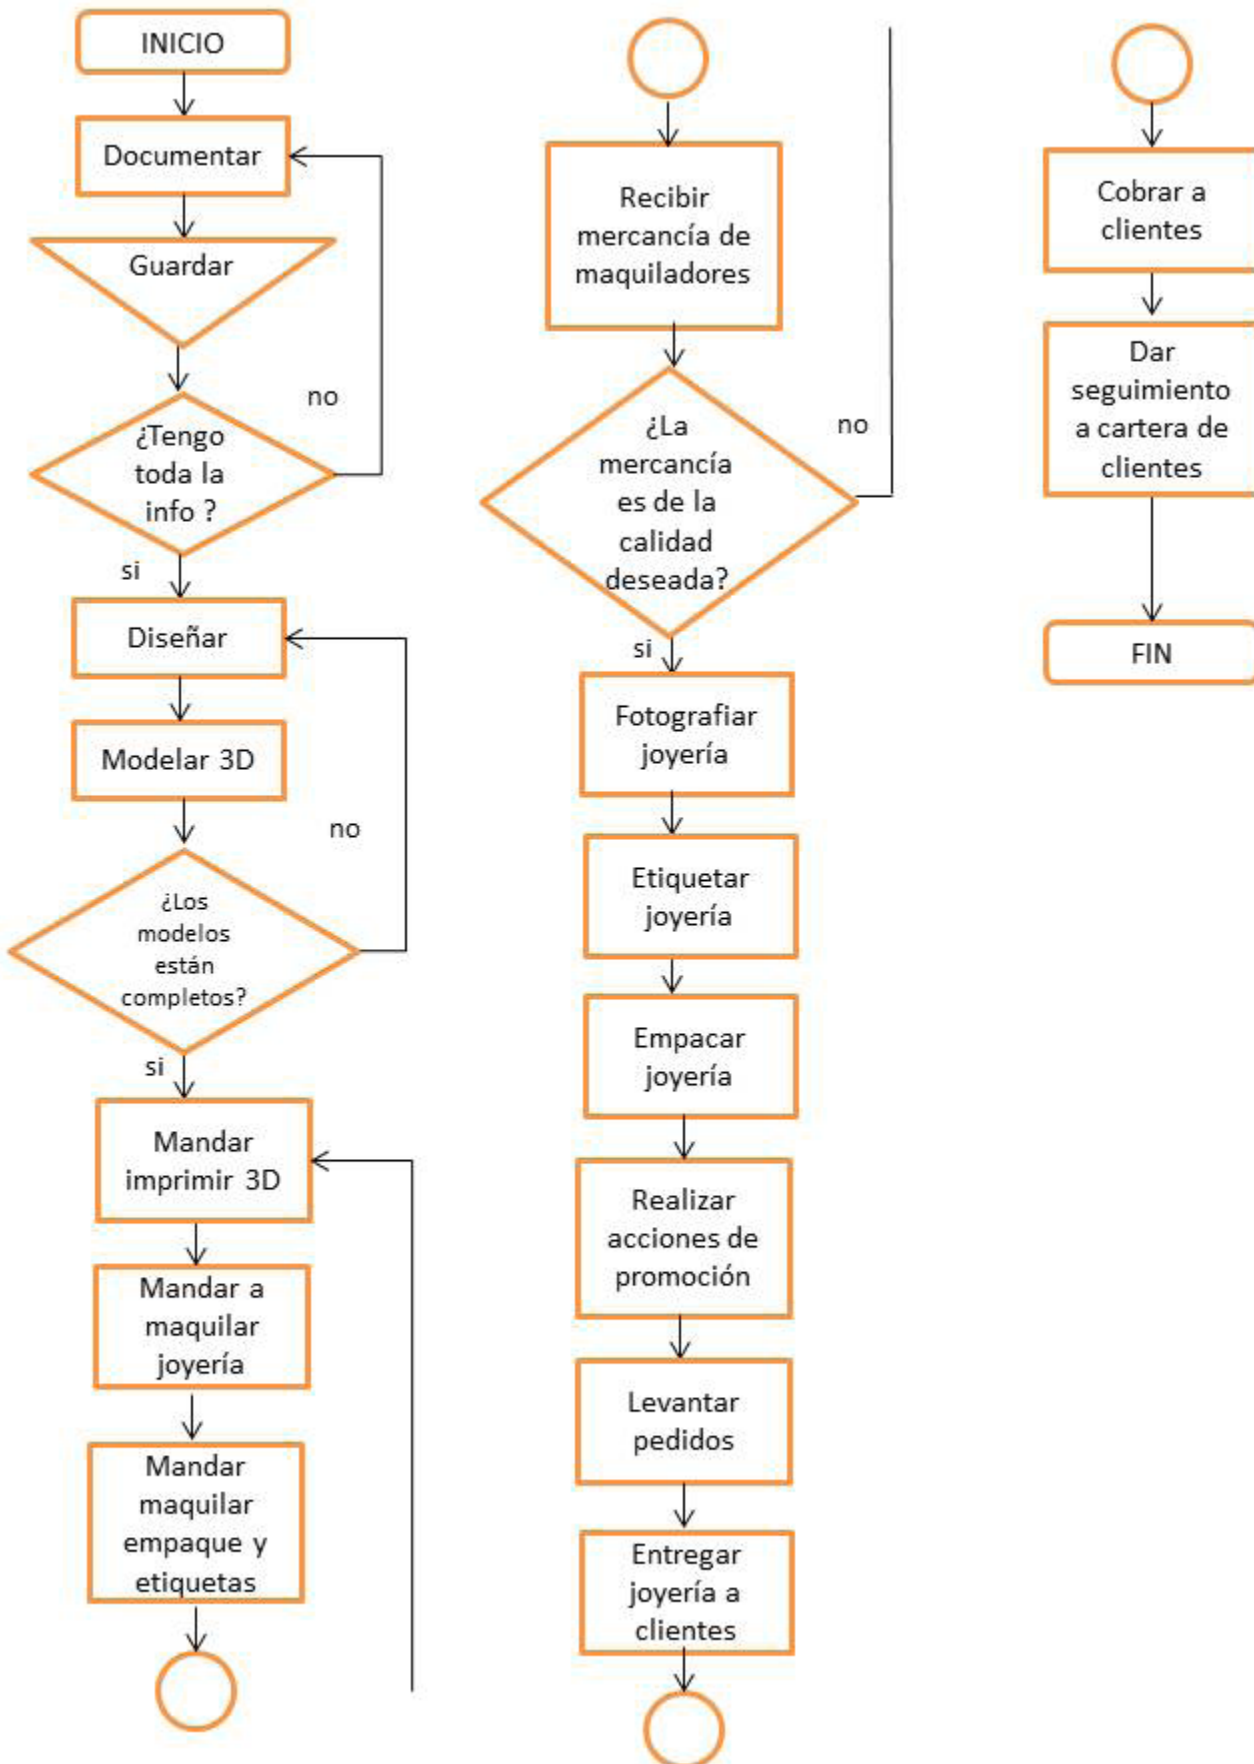 INICIO
Documentar
Guardar
no
¿Tengo
toda la
info ?
si
Diseñar
Modelar 3D
no
¿Los
modelos
están
completos?
si
Mandar
imprimir 3D
Mandar a
maquilar
joyería
Mandar
maquilar
empaque y
etiquetas
Recibir
mercancía de
maquiladores
no
¿La
mercancía
es de la
calidad
deseada?
si
Fotografiar
joyería
Etiquetar
joyería
Empacar
joyería
Realizar
acciones de
promoción
Levantar
pedidos
Entregar
joyería a
clientes
Cobrar a
clientes
Dar
seguimiento
a cartera de
clientes
FIN